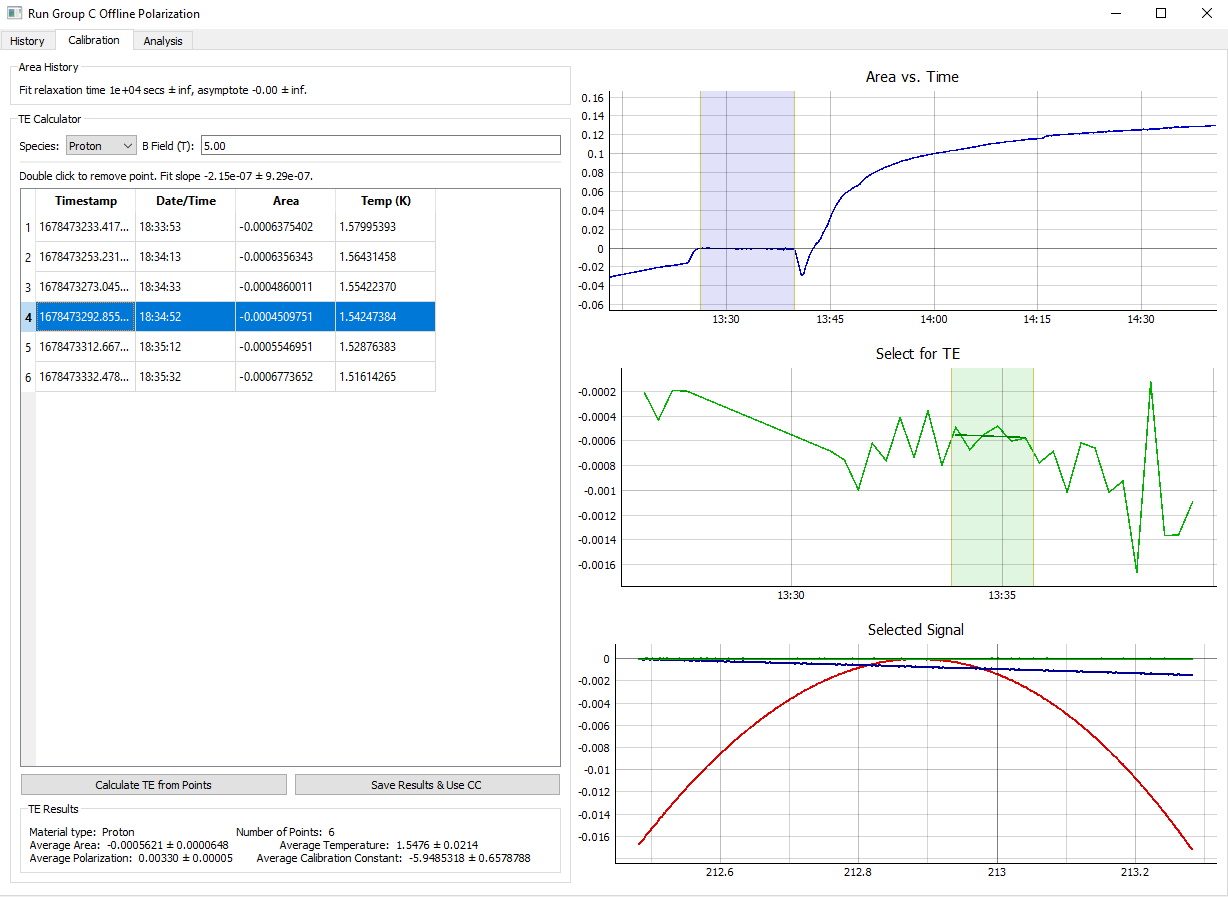 Run Group C Offline Polarization
History Calibration Analysis
Area History
Fit relaxation time 1e+04 secs ± inf, asymptote -0.00 ± inf.
TE Calculator
Species: Proton B Field (T): 5.00
Double click to remove point. Fit slope -2.15e-07 ± 9.29e-07.
Timestamp Date/Time Area Temp (K)
1 1678473233.417... 18:33:53 -0.0006375402 1.57995393
2 1678473253.231... 18:34:13 -0.0006356343 1.56431458
3 1678473273.045... 18:34:33 -0.0004860011 1.55422370
4 1678473292.855... 18:34:52 -0.0004509751 1.54247384
5 1678473312.667... 18:35:12 -0.0005546951 1.52876383
6 1678473332.478... 18:35:32 -0.0006773652 1.51614265
Calculate TE from Points Save Results & Use CC
TE Results
Material type: Proton Number of Points: 6
Average Area: -0.0005621 ± 0.0000648 Average Temperature: 1.5476 ± 0.0214
Average Polarization: 0.00330 ± 0.00005 Average Calibration Constant: -5.9485318 ± 0.6578788
Area vs. Time
0.16
0.14
0.12
0.1
0.08
0.06
0.04
0.02
0
-0.02
-0.04
-0.06
13:30 13:45 14:00 14:15 14:30
Select for TE
-0.0002
-0.0004
-0.0006
-0.0008
-0.001
-0.0012
-0.0014
-0.0016
13:30 13:35
Selected Signal
0
-0.002
-0.004
-0.006
-0.008
-0.01
-0.012
-0.014
-0.016
212.6 212.8 213 213.2